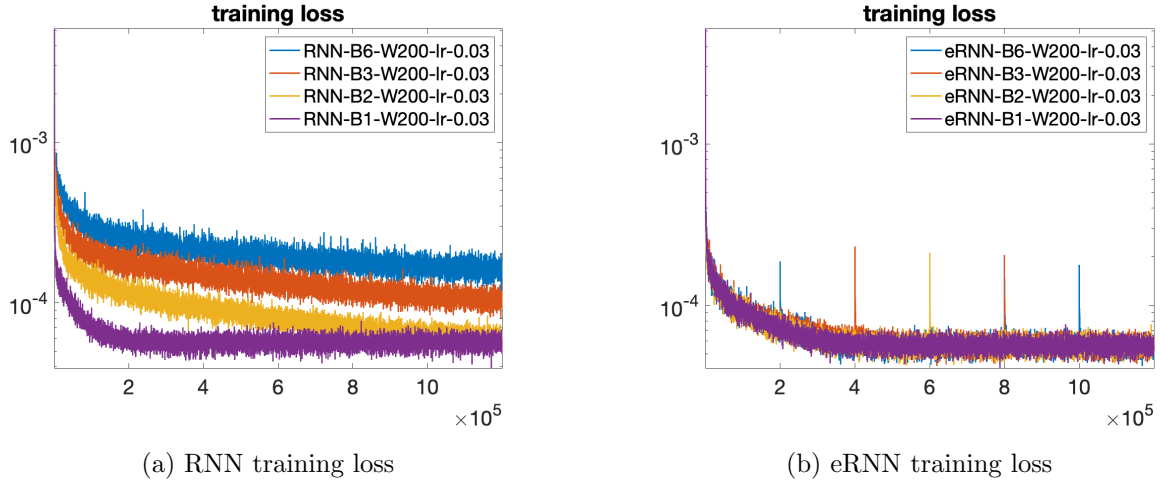 training loss
RNN-B6-W200-lr-0.03
RNN-B3-W200-lr-0.03
RNN-B2-W200-lr-0.03
RNN-B1-W200-lr-0.03
10^-3
10^-4
2 4 6 8 10
×10^5
(a) RNN training loss
training loss
eRNN-B6-W200-lr-0.03
eRNN-B3-W200-lr-0.03
eRNN-B2-W200-lr-0.03
eRNN-B1-W200-lr-0.03
10^-3
10^-4
2 4 6 8 10
×10^5
(b) eRNN training loss